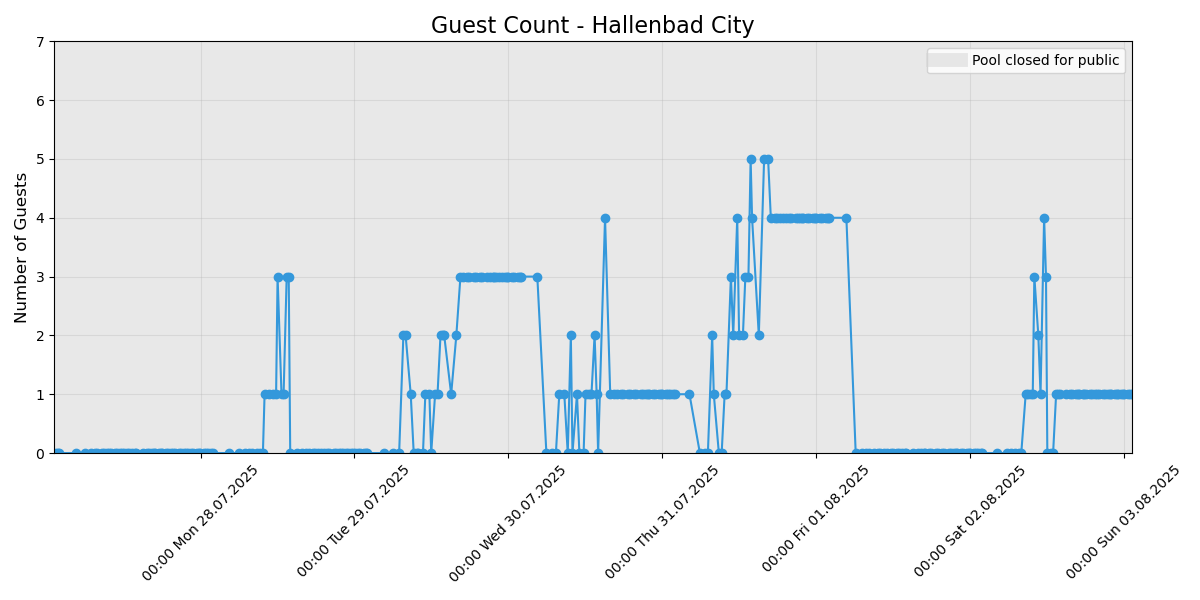 Guest Count - Hallenbad City
Pool closed for public
Number of Guests
7
6
5
4
3
2
1
0
00:00 Mon 28.07.2025
00:00 Tue 29.07.2025
00:00 Wed 30.07.2025
00:00 Thu 31.07.2025
00:00 Fri 01.08.2025
00:00 Sat 02.08.2025
00:00 Sun 03.08.2025